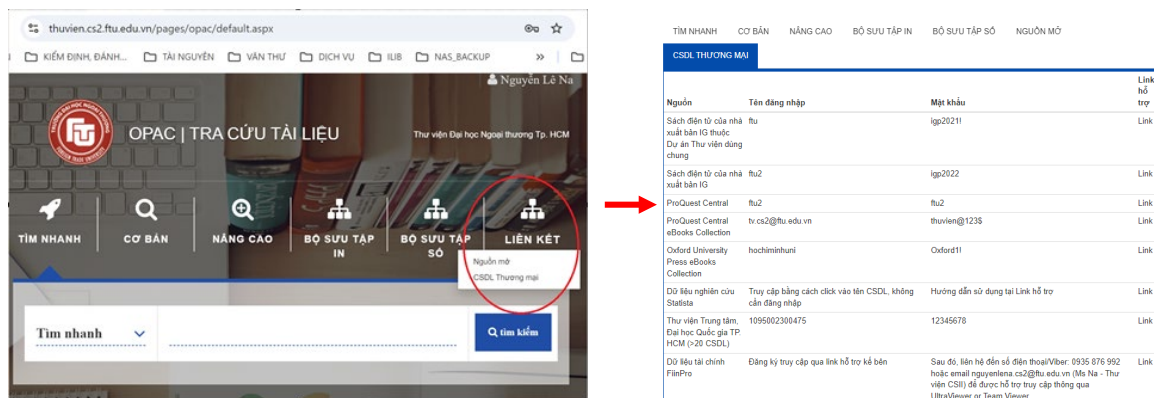 thuvien.cs2.ftu.edu.vn/pages/opac/default.aspx
KIỂM ĐỊNH, ĐÁNH... TÀI NGUYÊN VĂN THƯ DỊCH VỤ ILIB NAS_BACKUP »
Nguyễn Lê Na
OPAC | TRA CỨU TÀI LIỆU
Thư viện Đại học Ngoại thương Tp. HCM
TRƯỜNG ĐẠI HỌC NGOẠI THƯƠNG
FOREIGN TRADE UNIVERSITY
TÌM NHANH CƠ BẢN NÂNG CAO BỘ SƯU TẬP IN BỘ SƯU TẬP SỐ LIÊN KẾT
Nguồn mở
CSDL Thương mại
Tìm nhanh
tìm kiếm
TÌM NHANH CƠ BẢN NÂNG CAO BỘ SƯU TẬP IN BỘ SƯU TẬP SỐ NGUỒN MỞ
CSDL THƯƠNG MẠI
Nguồn Tên đăng nhập Mật khẩu Link hỗ trợ
Sách điện tử của nhà ftu igp2021! Link
xuất bản IG thuộc
Dự án Thư viện dùng
chung
Sách điện tử của nhà ftu2 igp2022 Link
xuất bản IG
ProQuest Central ftu2 ftu2 Link
ProQuest Central tv.cs2@ftu.edu.vn thuvien@123$ Link
eBooks Collection
Oxford University hochiminhuni Oxford1! Link
Press eBooks
Collection
Dữ liệu nghiên cứu Truy cập bằng cách click vào tên CSDL, không Hướng dẫn sử dụng tại Link hỗ trợ Link
Statista cần đăng nhập
Thư viện Trung tâm, 1095002300475 12345678 Link
Đại học Quốc gia TP.
HCM (>20 CSDL)
Dữ liệu tài chính Đăng ký truy cập qua link hỗ trợ kế bên Sau đó, liên hệ đến số điện thoại/Viber: 0935 876 992 Link
FiinPro hoặc email nguyenlena.cs2@ftu.edu.vn (Ms Na - Thư
viện CSII) để được hỗ trợ truy cập thông qua
UltraViewer or Team Viewer